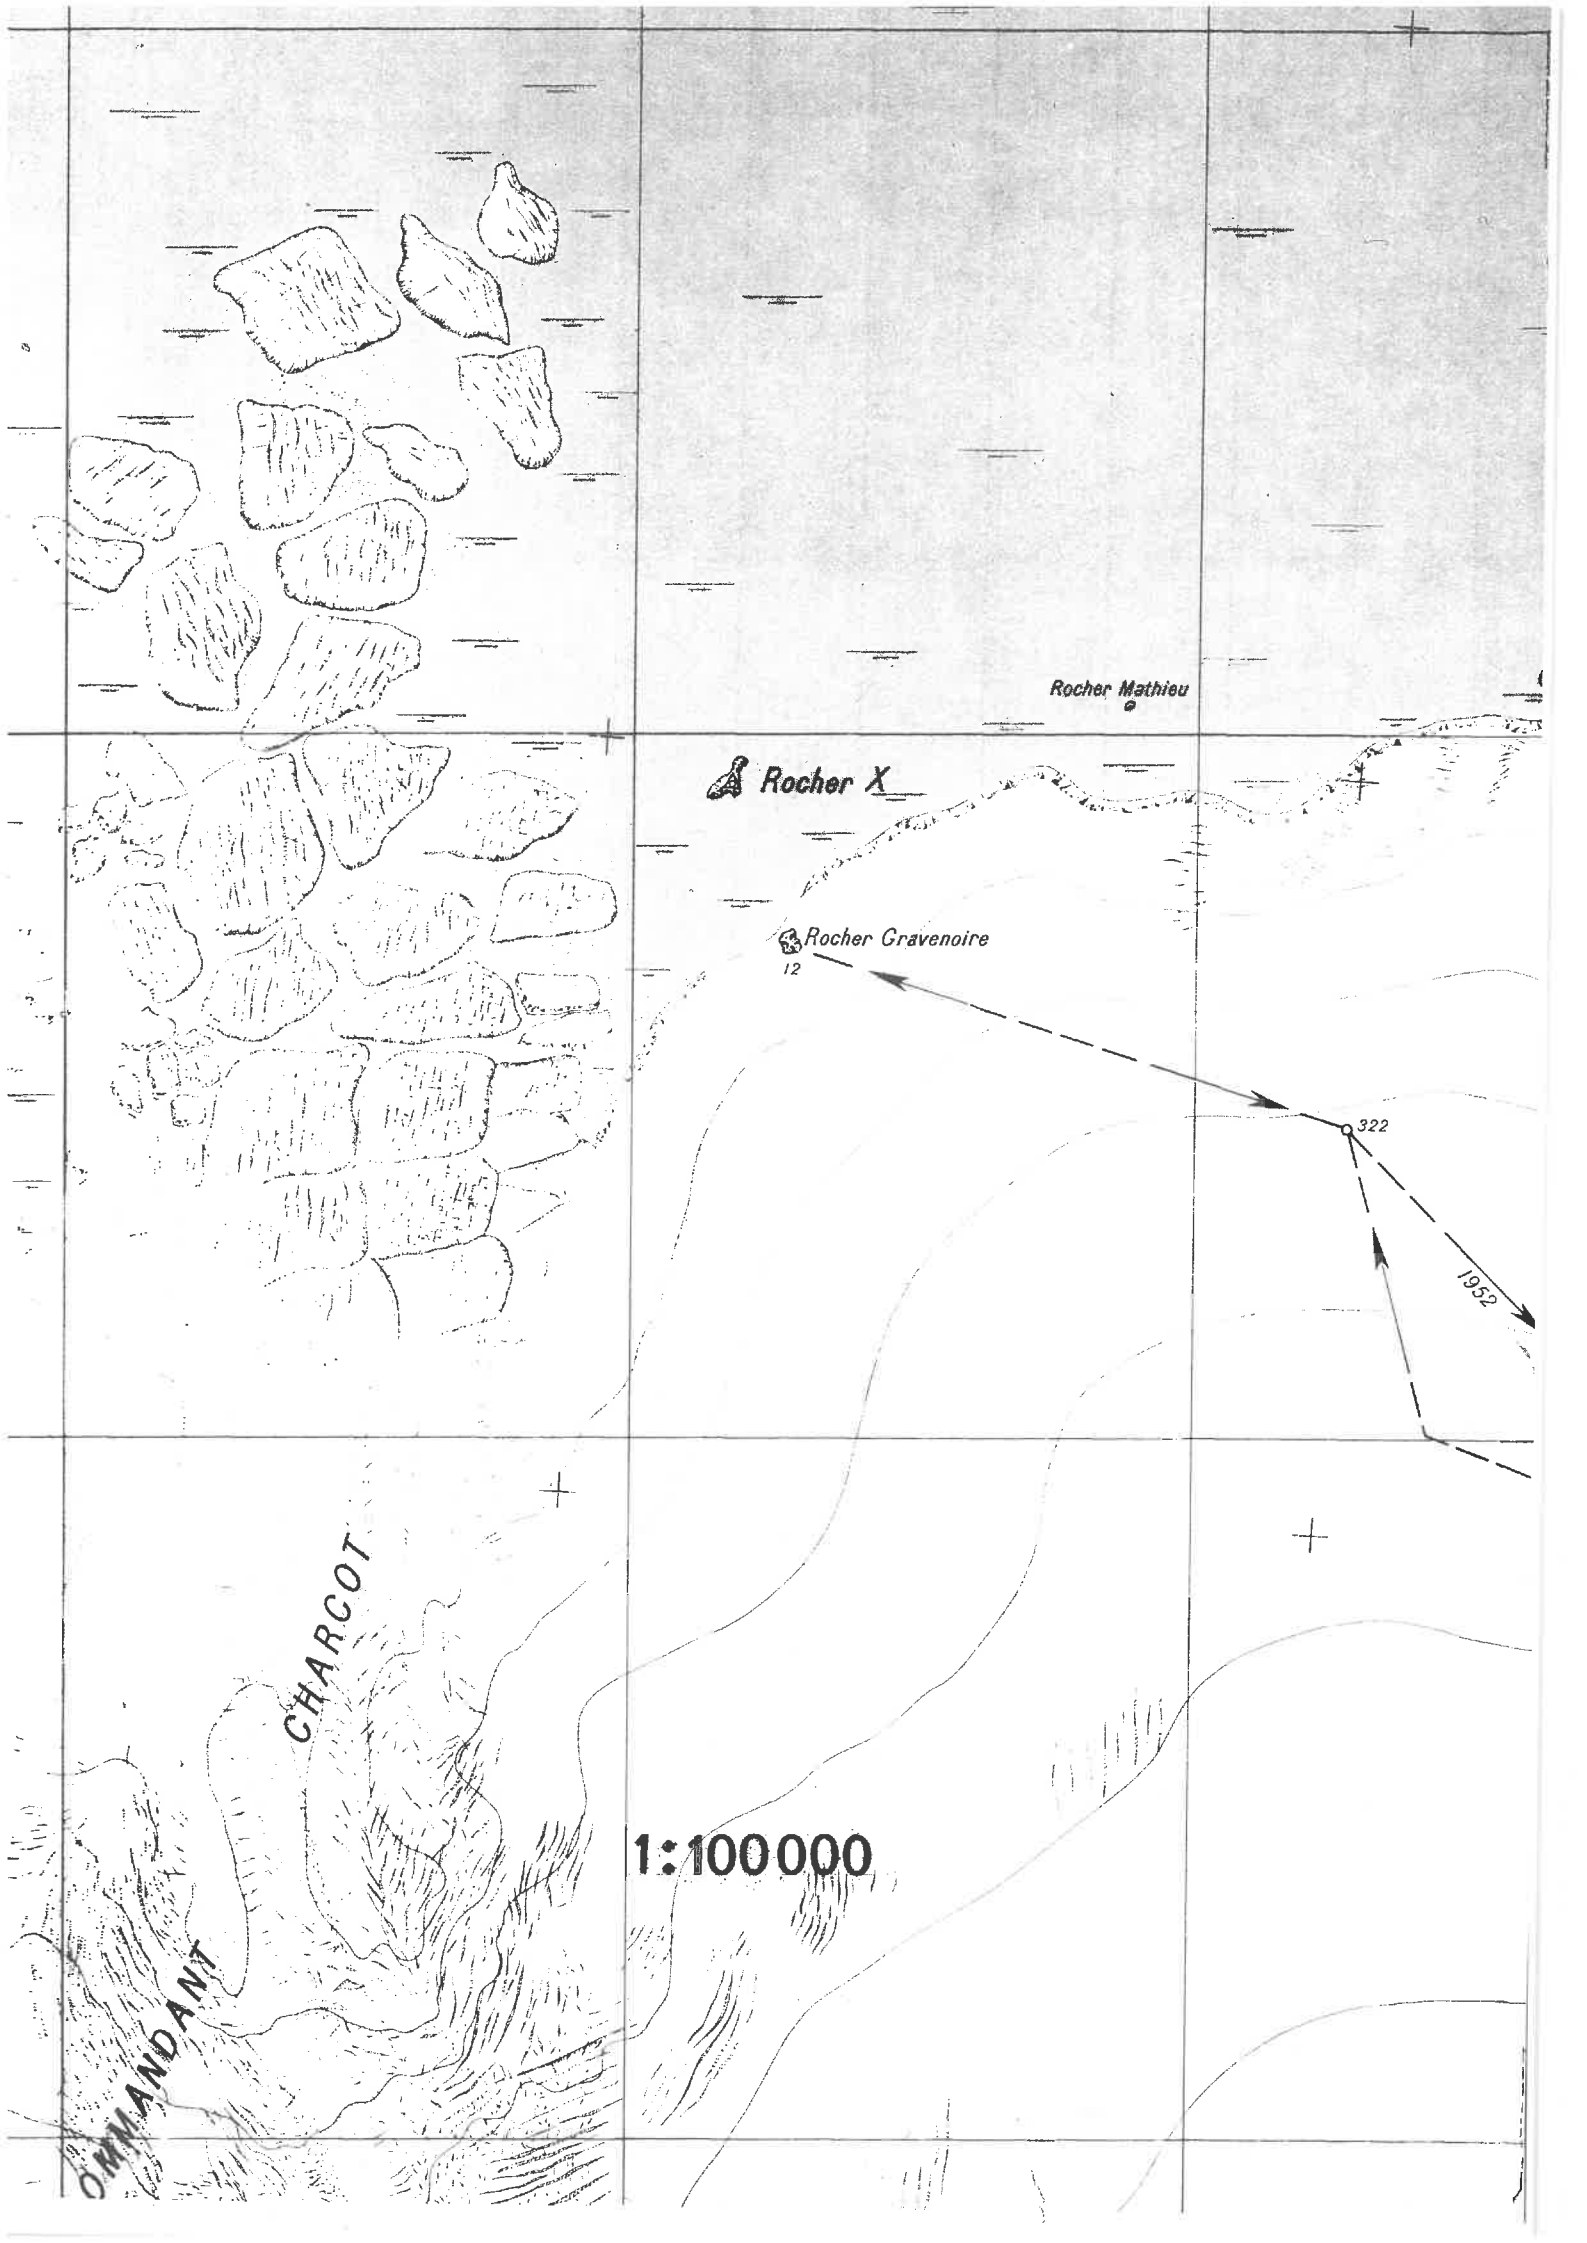 Rocher Mathieu
Rocher X
Rocher Gravenoire
12
322
1952
CHARCOT
1:100000
OMMANDANT